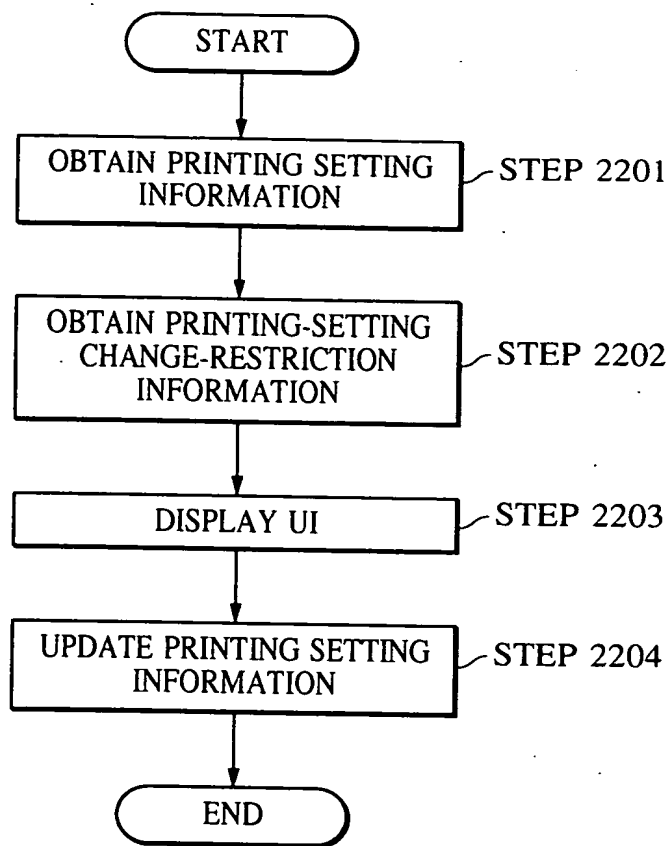 START
OBTAIN PRINTING SETTING
INFORMATION
STEP 2201
OBTAIN PRINTING-SETTING
CHANGE-RESTRICTION
INFORMATION
STEP 2202
DISPLAY UI
STEP 2203
UPDATE PRINTING SETTING
INFORMATION
STEP 2204
END